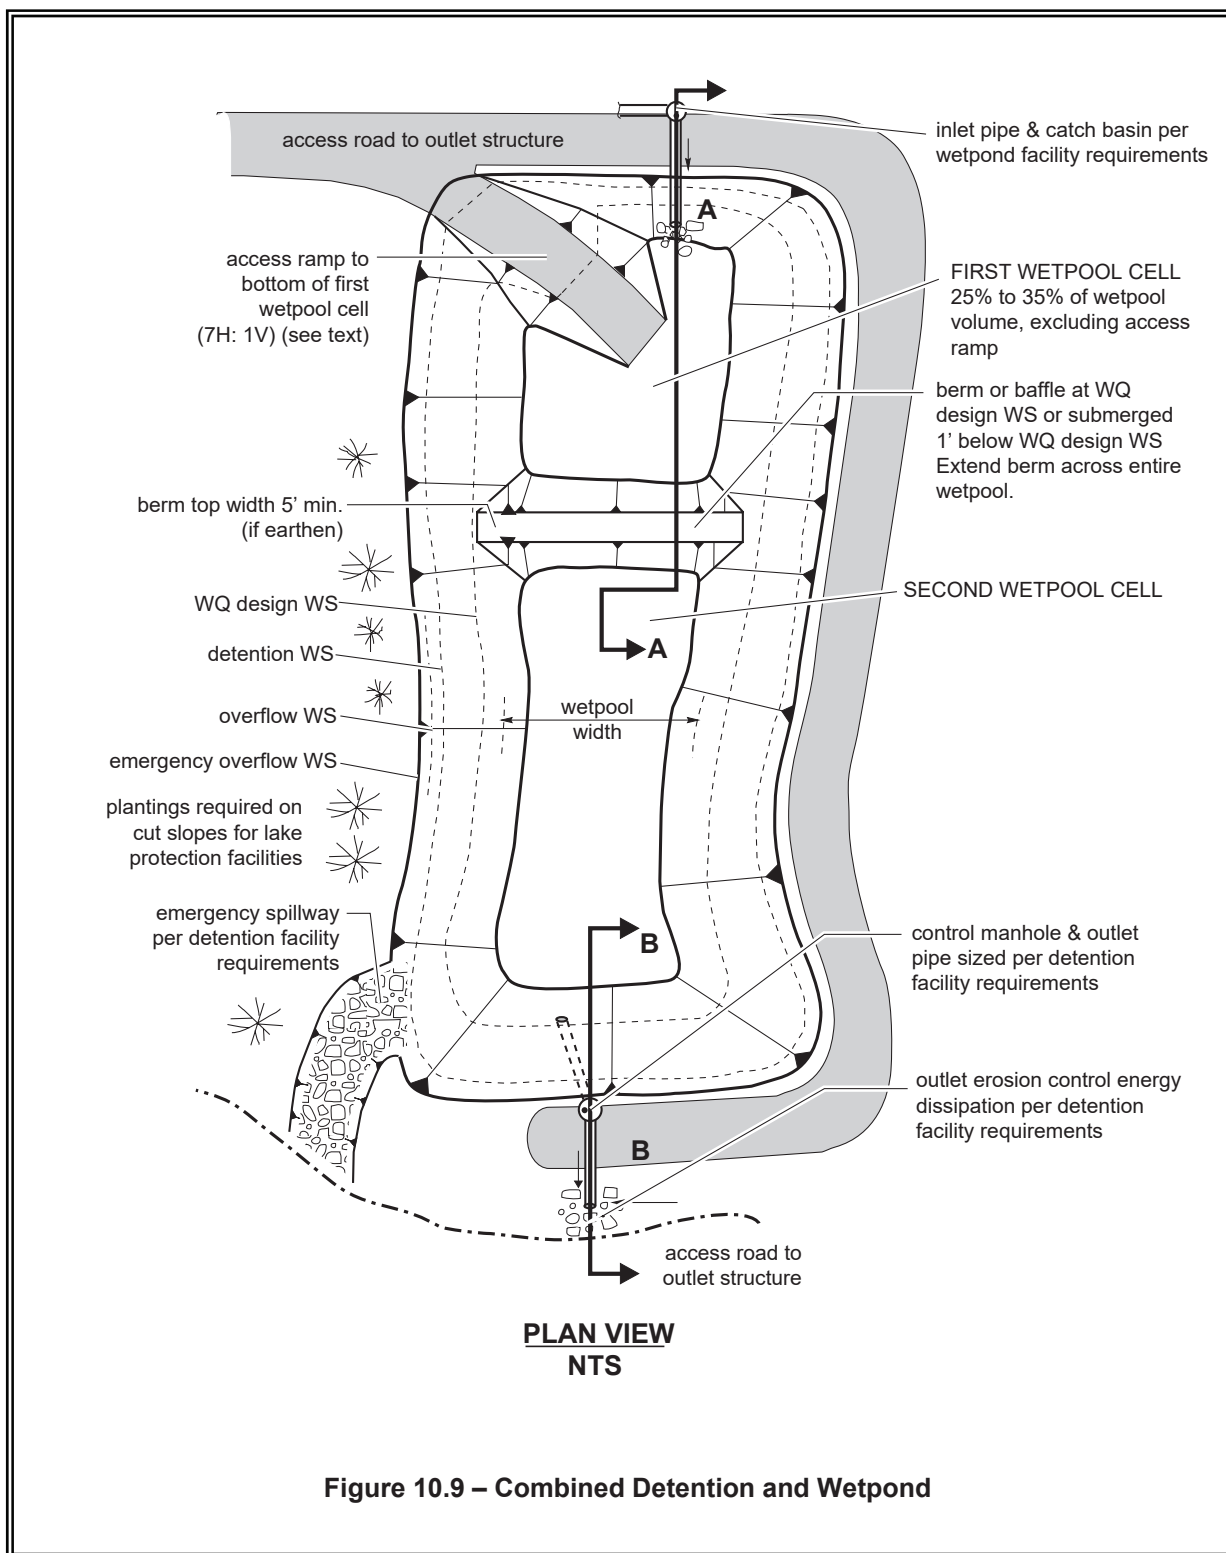 access road to outlet structure
inlet pipe & catch basin per
wetpond facility requirements
A
access ramp to
bottom of first
wetpool cell
(7H: 1V) (see text)
FIRST WETPOOL CELL
25% to 35% of wetpool
volume, excluding access
ramp
berm or baffle at WQ
design WS or submerged
1' below WQ design WS
Extend berm across entire
wetpool.
berm top width 5’ min.
(if earthen)
WQ design WS
SECOND WETPOOL CELL
A
detention WS
overflow WS
wetpool
width
emergency overflow WS
plantings required on
cut slopes for lake
protection facilities
emergency spillway
per detention facility
requirements
B
control manhole & outlet
pipe sized per detention
facility requirements
outlet erosion control energy
dissipation per detention
facility requirements
B
access road to
outlet structure
PLAN VIEW
NTS
Figure 10.9 – Combined Detention and Wetpond